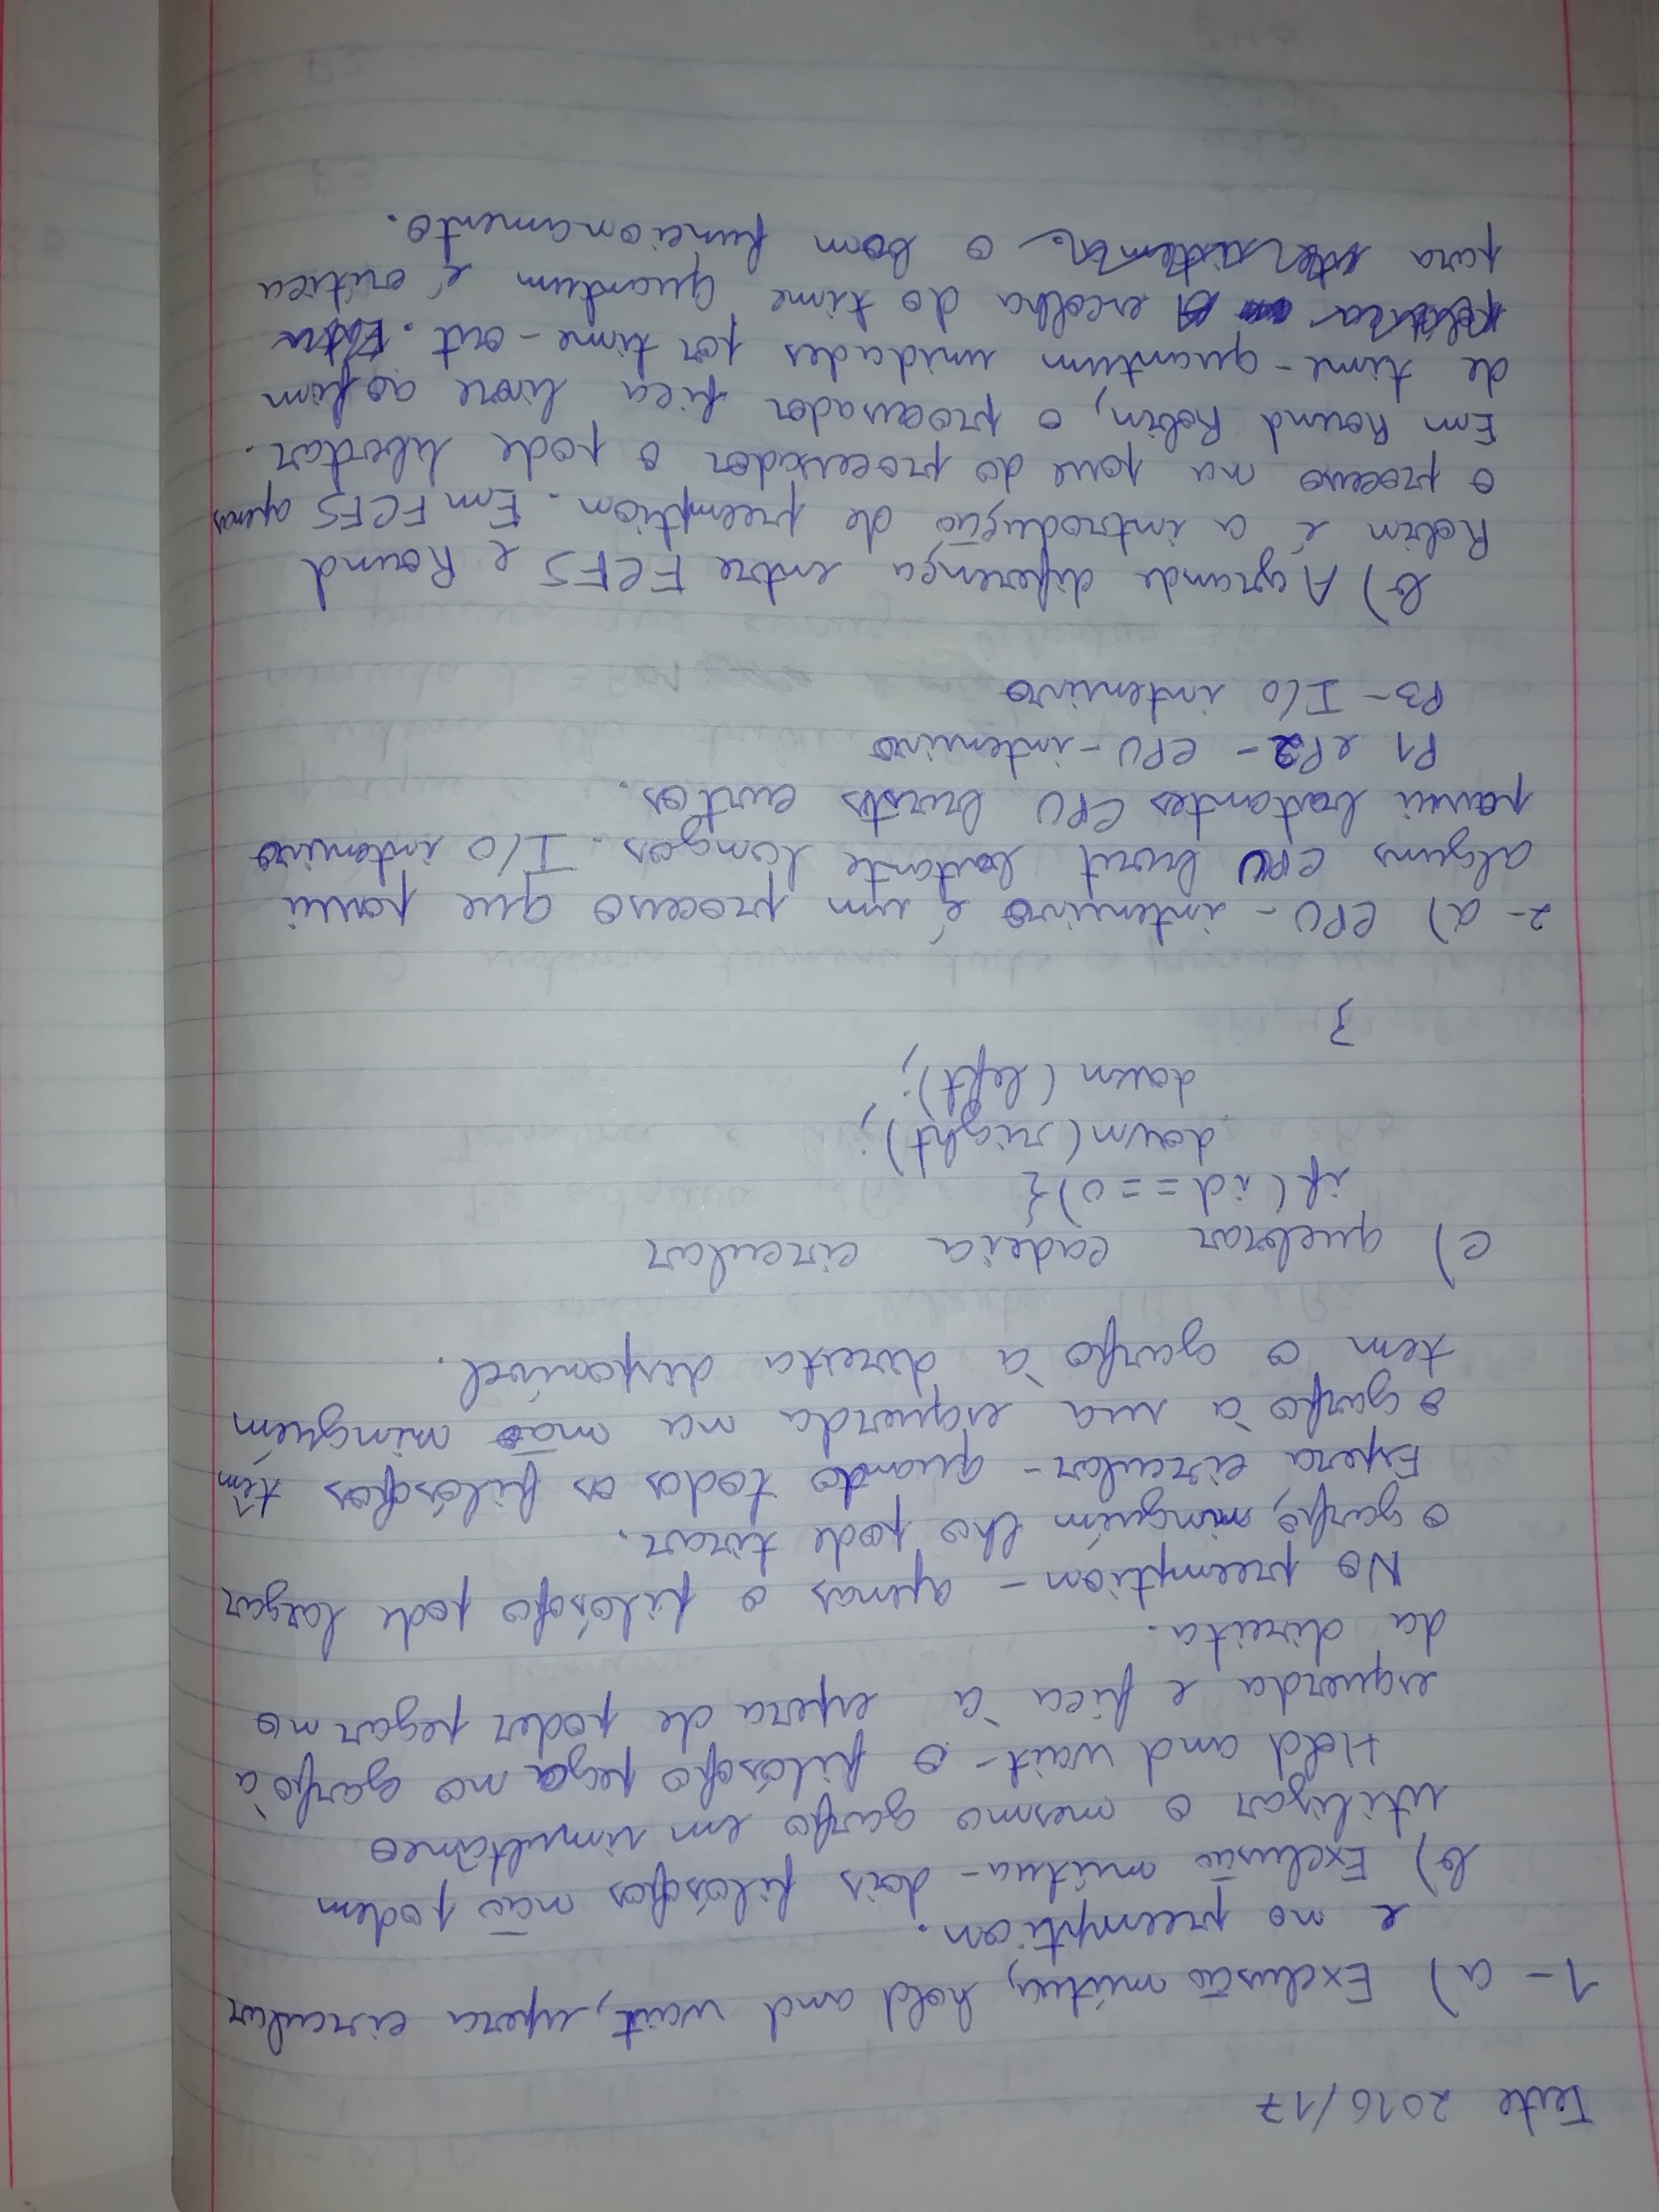 Teste 2016/17
1- a) Exclusão mútua, hold and wait, espera circular
e no preemption.
b) Exclusão mútua - dois filósofos não podem
utilizar o mesmo garfo em simultâneo
Hold and wait - o filósofo pega no garfo à
esquerda e fica à espera de poder pegar no
da direita.
No preemption - apenas o filósofo pode largar
o garfo, ninguém lho pode tirar.
Espera circular - quando todos os filósofos têm
o garfo à sua esquerda na mão ninguém
tem o garfo à direita disponível.
c) quebrar cadeia circular
if(id==0){
down(right);
down(left);
}
2- a) CPU-intensivo é um processo que possui
alguns CPU burst bastante longos. I/O intensivo
possui bastantes CPU bursts curtos.
P1 e P2 - CPU-intensivo
P3 - I/O intensivo
b) A grande diferença entre FCFS e Round
Robin é a introdução de preemption. Em FCFS apenas
o processo na posse do processador o pode libertar.
Em Round Robin, o processador fica livre ao fim
de time-quantum unidades por time-out.
A escolha do time quantum é crítica
para o bom funcionamento.